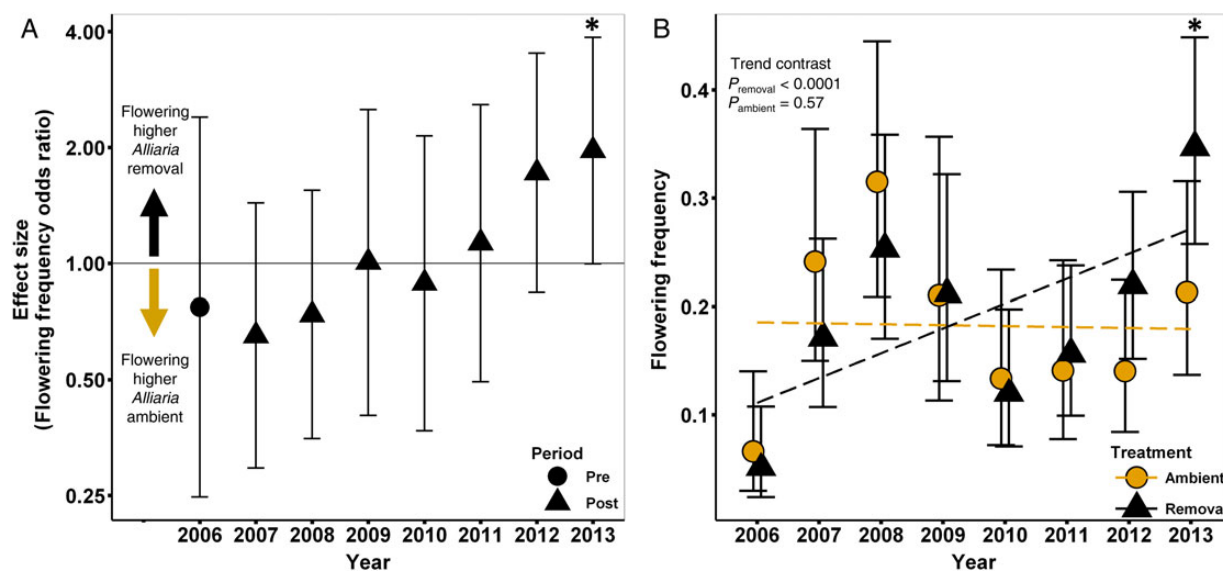 A
Effect size
(Flowering frequency odds ratio)
4.00
2.00
1.00
0.50
0.25
Flowering
higher
Alliaria
removal
Flowering
higher
Alliaria
ambient
*
Period
Pre
Post
2006 2007 2008 2009 2010 2011 2012 2013
Year
B
Flowering frequency
0.4
0.3
0.2
0.1
Trend contrast
Premoval < 0.0001
Pambient = 0.57
*
Treatment
Ambient
Removal
2006 2007 2008 2009 2010 2011 2012 2013
Year